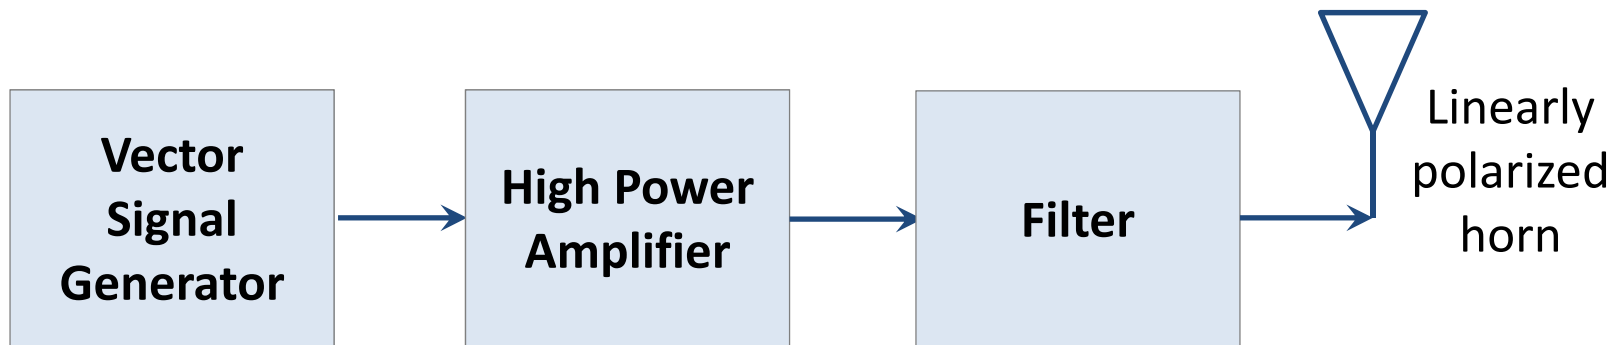 Vector
Signal
Generator
High Power
Amplifier
Filter
Linearly
polarized
horn